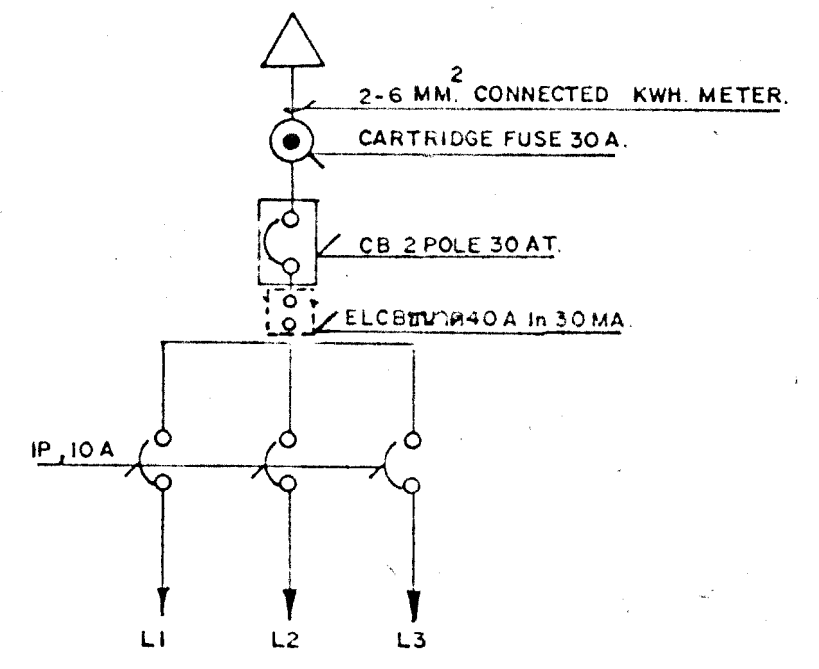 2-6 MM.² CONNECTED KWH. METER.
CARTRIDGE FUSE 30 A.
CB 2 POLE 30 AT.
ELCB 40 A In 30 MA.
1P, 10 A
L1 L2 L3